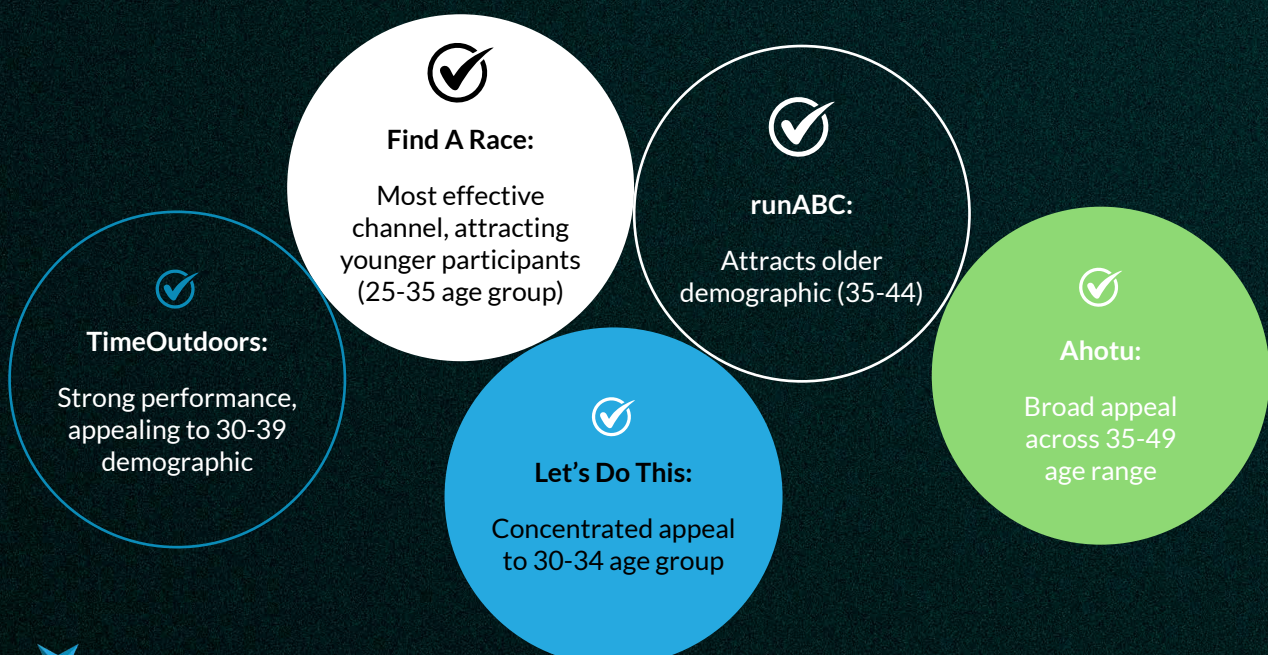 Find A Race:
Most effective
channel, attracting
younger participants
(25-35 age group)
runABC:
Attracts older
demographic (35-44)
TimeOutdoors:
Strong performance,
appealing to 30-39
demographic
Let’s Do This:
Concentrated appeal
to 30-34 age group
Ahotu:
Broad appeal
across 35-49
age range